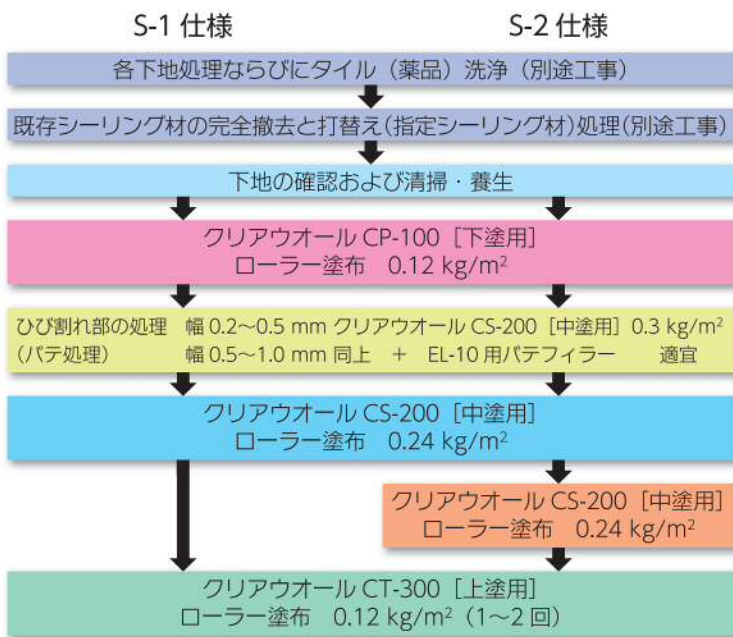 S-1 仕様
S-2 仕様
各下地処理ならびにタイル（薬品）洗浄（別途工事）
既存シーリング材の完全撤去と打替え(指定シーリング材)処理(別途工事)
下地の確認および清掃・養生
クリアウオール CP-100［下塗用］
ローラー塗布　0.12 kg/m²
ひび割れ部の処理　幅 0.2～0.5 mm クリアウオール CS-200［中塗用］0.3 kg/m²
（パテ処理）　幅 0.5～1.0 mm 同上　＋　EL-10 用パテフィラー　適宜
クリアウオール CS-200［中塗用］
ローラー塗布　0.24 kg/m²
クリアウオール CS-200［中塗用］
ローラー塗布　0.24 kg/m²
クリアウオール CT-300［上塗用］
ローラー塗布　0.12 kg/m²（1～2 回）